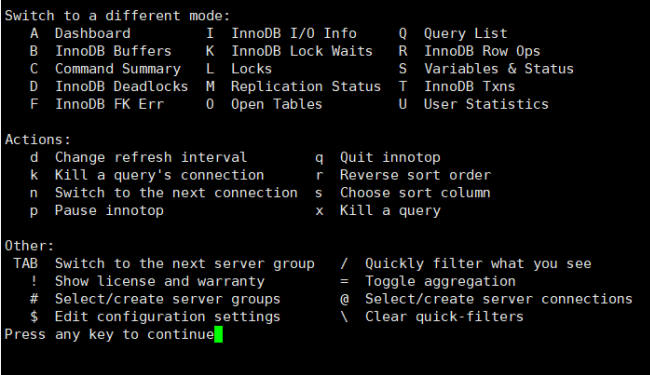 Switch to a different mode:
A Dashboard I InnoDB I/O Info Q Query List
B InnoDB Buffers K InnoDB Lock Waits R InnoDB Row Ops
C Command Summary L Locks S Variables & Status
D InnoDB Deadlocks M Replication Status T InnoDB Txns
F InnoDB FK Err O Open Tables U User Statistics
Actions:
d Change refresh interval q Quit innotop
k Kill a query's connection r Reverse sort order
n Switch to the next connection s Choose sort column
p Pause innotop x Kill a query
Other:
TAB Switch to the next server group / Quickly filter what you see
! Show license and warranty = Toggle aggregation
# Select/create server groups @ Select/create server connections
$ Edit configuration settings \ Clear quick-filters
Press any key to continue